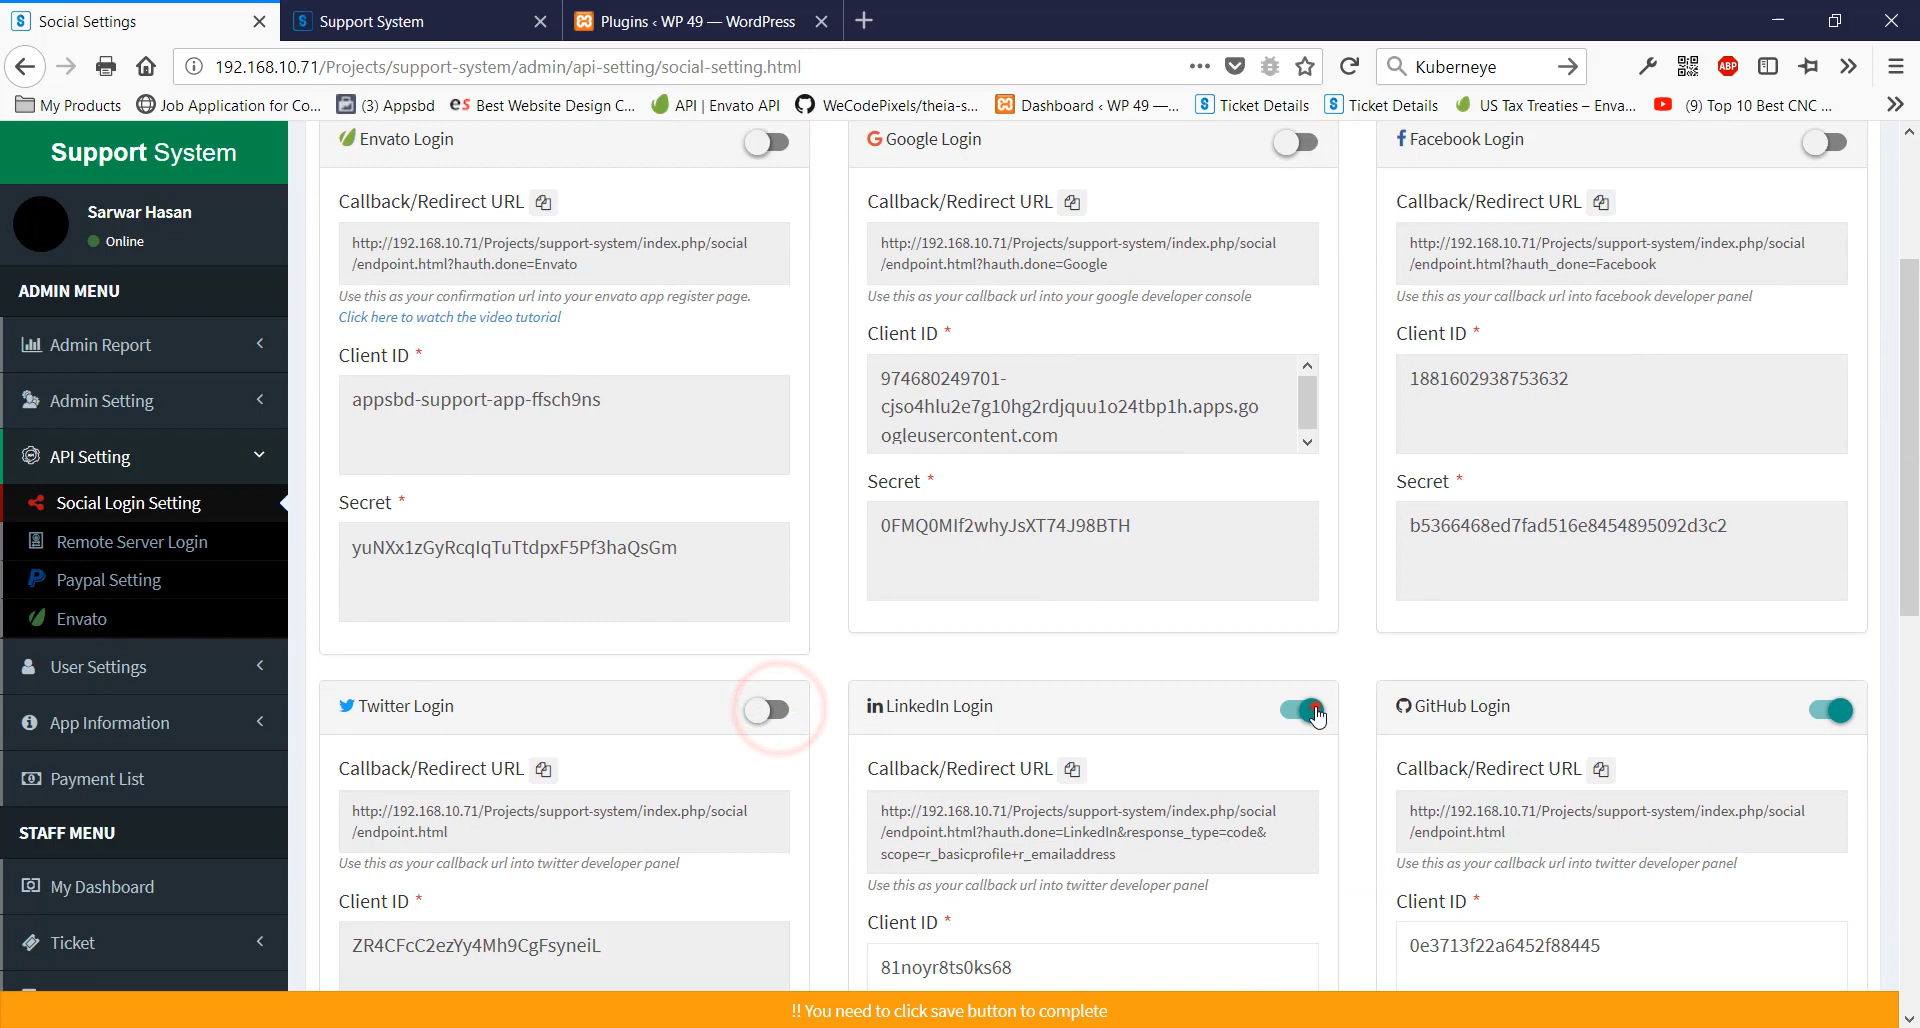 Social Settings
Support System
Plugins ‹ WP 49 — WordPress
192.168.10.71/Projects/support-system/admin/api-setting/social-setting.html
Kuberneye
ABP
My Products
Job Application for Co...
(3) Appsbd
es Best Website Design C...
API | Envato API
WeCodePixels/theia-s...
Dashboard ‹ WP 49 —...
Ticket Details
Ticket Details
US Tax Treaties – Enva...
(9) Top 10 Best CNC ...
Support System
Sarwar Hasan
Online
ADMIN MENU
Admin Report
Admin Setting
API Setting
Social Login Setting
Remote Server Login
Paypal Setting
Envato
User Settings
App Information
Payment List
STAFF MENU
My Dashboard
Ticket
Envato Login
Callback/Redirect URL
http://192.168.10.71/Projects/support-system/index.php/social
/endpoint.html?hauth.done=Envato
Use this as your confirmation url into your envato app register page.
Click here to watch the video tutorial
Client ID *
appsbd-support-app-ffsch9ns
Secret *
yuNXx1zGyRcqlqTuTtdpxF5Pf3haQsGm
Google Login
Callback/Redirect URL
http://192.168.10.71/Projects/support-system/index.php/social
/endpoint.html?hauth.done=Google
Use this as your callback url into your google developer console
Client ID *
974680249701-
cjso4hlu2e7g10hg2rdjquu1o24tbp1h.apps.go
ogleusercontent.com
Secret *
0FMQ0MIf2whyJsXT74J98BTH
Facebook Login
Callback/Redirect URL
http://192.168.10.71/Projects/support-system/index.php/social
/endpoint.html?hauth_done=Facebook
Use this as your callback url into facebook developer panel
Client ID *
1881602938753632
Secret *
b5366468ed7fad516e8454895092d3c2
Twitter Login
Callback/Redirect URL
http://192.168.10.71/Projects/support-system/index.php/social
/endpoint.html
Use this as your callback url into twitter developer panel
Client ID *
ZR4CFcC2ezYy4Mh9CgFsyneiL
LinkedIn Login
Callback/Redirect URL
http://192.168.10.71/Projects/support-system/index.php/social
/endpoint.html?hauth.done=LinkedIn&response_type=code&
scope=r_basicprofile+r_emailaddress
Use this as your callback url into twitter developer panel
Client ID *
81noyr8ts0ks68
GitHub Login
Callback/Redirect URL
http://192.168.10.71/Projects/support-system/index.php/social
/endpoint.html
Use this as your callback url into twitter developer panel
Client ID *
0e3713f22a6452f88445
!! You need to click save button to complete